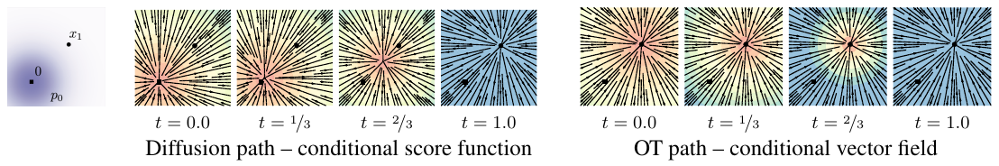 x₁
0
p₀
t = 0.0 t = 1/3 t = 2/3 t = 1.0
Diffusion path – conditional score function
t = 0.0 t = 1/3 t = 2/3 t = 1.0
OT path – conditional vector field